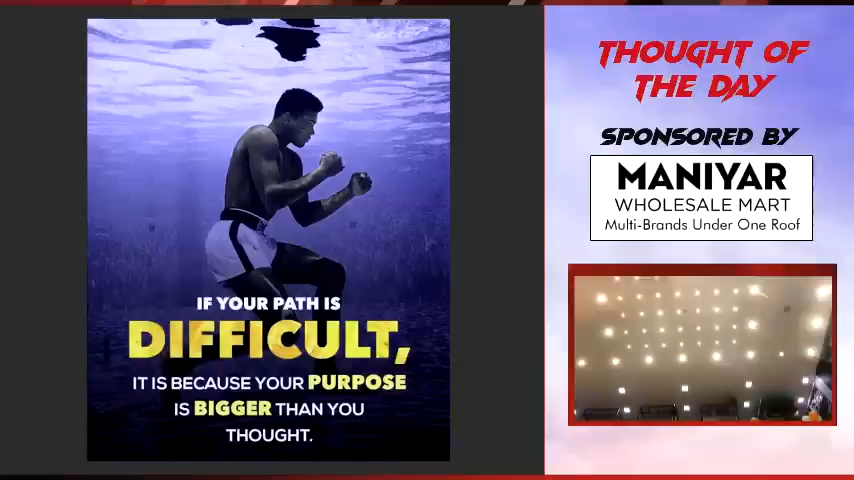 IF YOUR PATH IS
DIFFICULT,
IT IS BECAUSE YOUR PURPOSE
IS BIGGER THAN YOU
THOUGHT.
THOUGHT OF
THE DAY
SPONSORED BY
MANIYAR
WHOLESALE MART
Multi-Brands Under One Roof